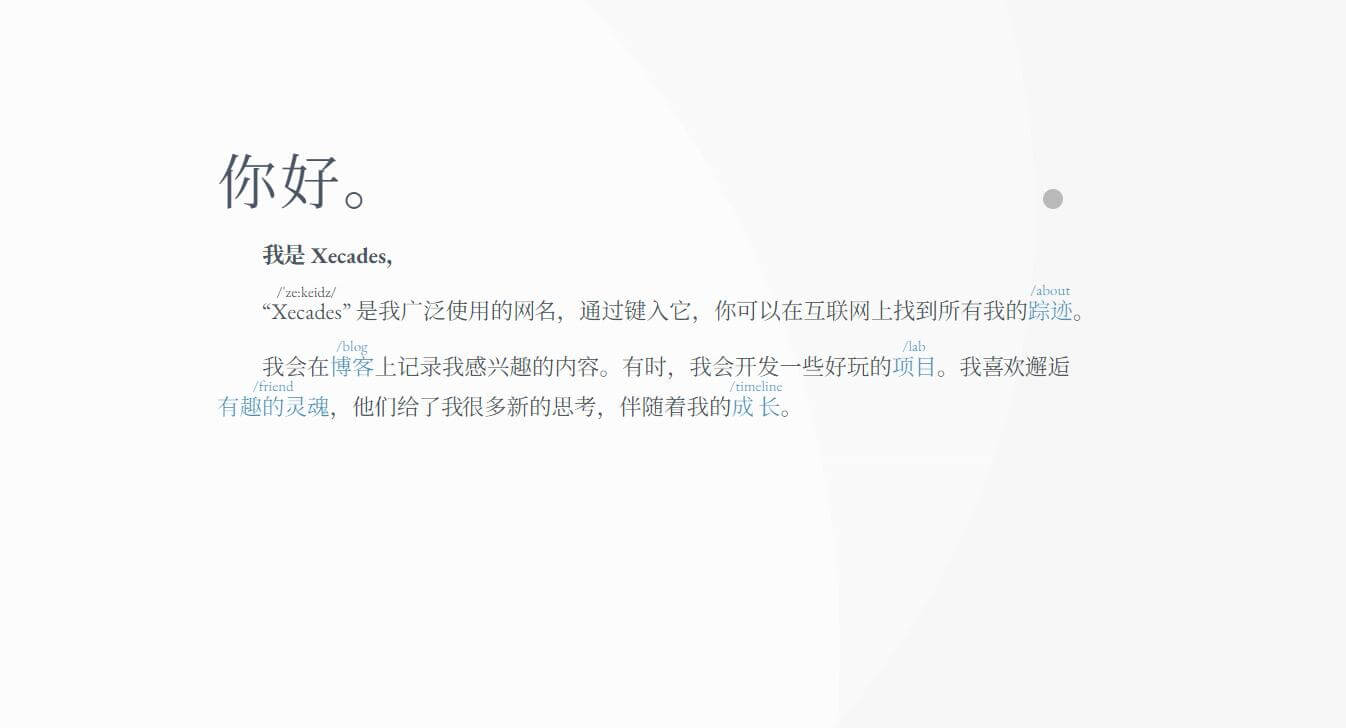 你好。
我是 Xecades,
/'ze:keidz/ /about
“Xecades” 是我广泛使用的网名，通过键入它，你可以在互联网上找到所有我的踪迹。
/blog /lab
我会在博客上记录我感兴趣的内容。有时，我会开发一些好玩的项目。我喜欢邂逅
/friend /timeline
有趣的灵魂，他们给了我很多新的思考，伴随着我的成长。